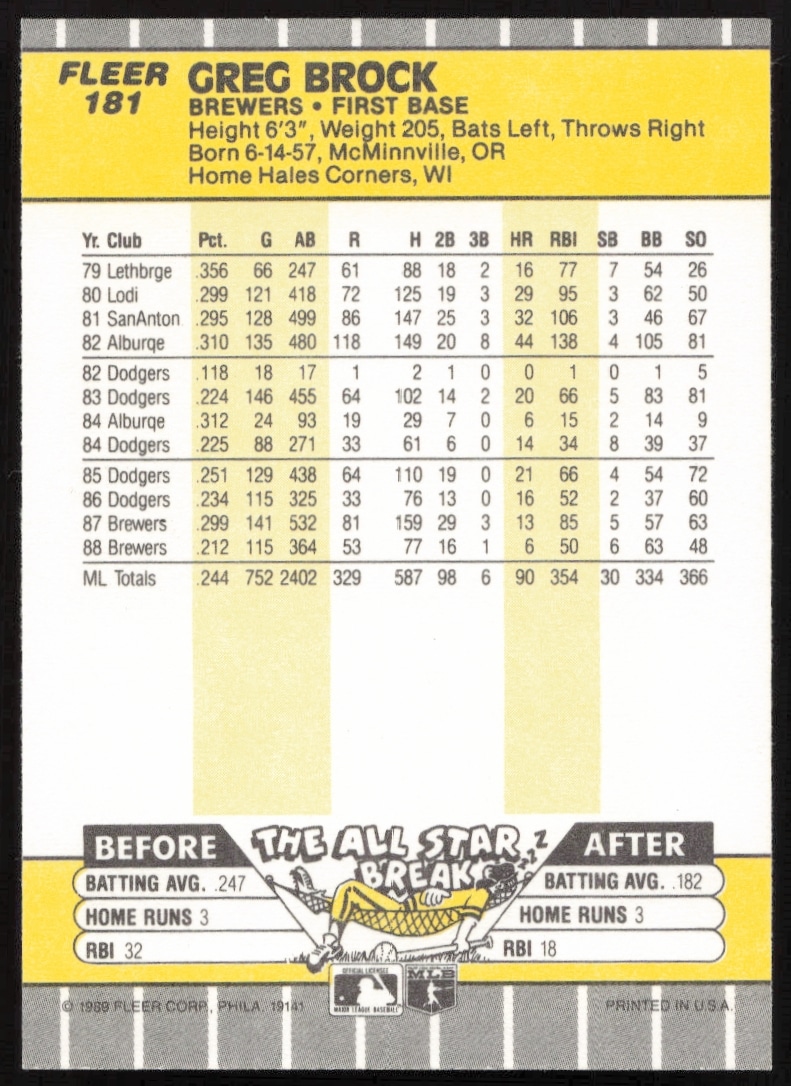 FLEER
181
GREG BROCK
BREWERS • FIRST BASE
Height 6'3", Weight 205, Bats Left, Throws Right
Born 6-14-57, McMinnville, OR
Home Hales Corners, WI
Yr. Club Pct. G AB R H 2B 3B HR RBI SB BB SO
79 Lethbrge .356 66 247 61 88 18 2 16 77 7 54 26
80 Lodi .299 121 418 72 125 19 3 29 95 3 62 50
81 SanAnton .295 128 499 86 147 25 3 32 106 3 46 67
82 Alburqe .310 135 480 118 149 20 8 44 138 4 105 81
82 Dodgers .118 18 17 1 2 1 0 0 1 0 1 5
83 Dodgers .224 146 455 64 102 14 2 20 66 5 83 81
84 Alburqe .312 24 93 19 29 7 0 6 15 2 14 9
84 Dodgers .225 88 271 33 61 6 0 14 34 8 39 37
85 Dodgers .251 129 438 64 110 19 0 21 66 4 54 72
86 Dodgers .234 115 325 33 76 13 0 16 52 2 37 60
87 Brewers .299 141 532 81 159 29 3 13 85 5 57 63
88 Brewers .212 115 364 53 77 16 1 6 50 6 63 48
ML Totals .244 752 2402 329 587 98 6 90 354 30 334 366
BEFORE THE ALL STAR BREAK ZZZZ AFTER
BATTING AVG. .247 BATTING AVG. .182
HOME RUNS 3 HOME RUNS 3
RBI 32 RBI 18
OFFICIAL LICENSEE
MAJOR LEAGUE BASEBALL
MLB
© 1989 FLEER CORP., PHILA. 19141 PRINTED IN U.S.A.